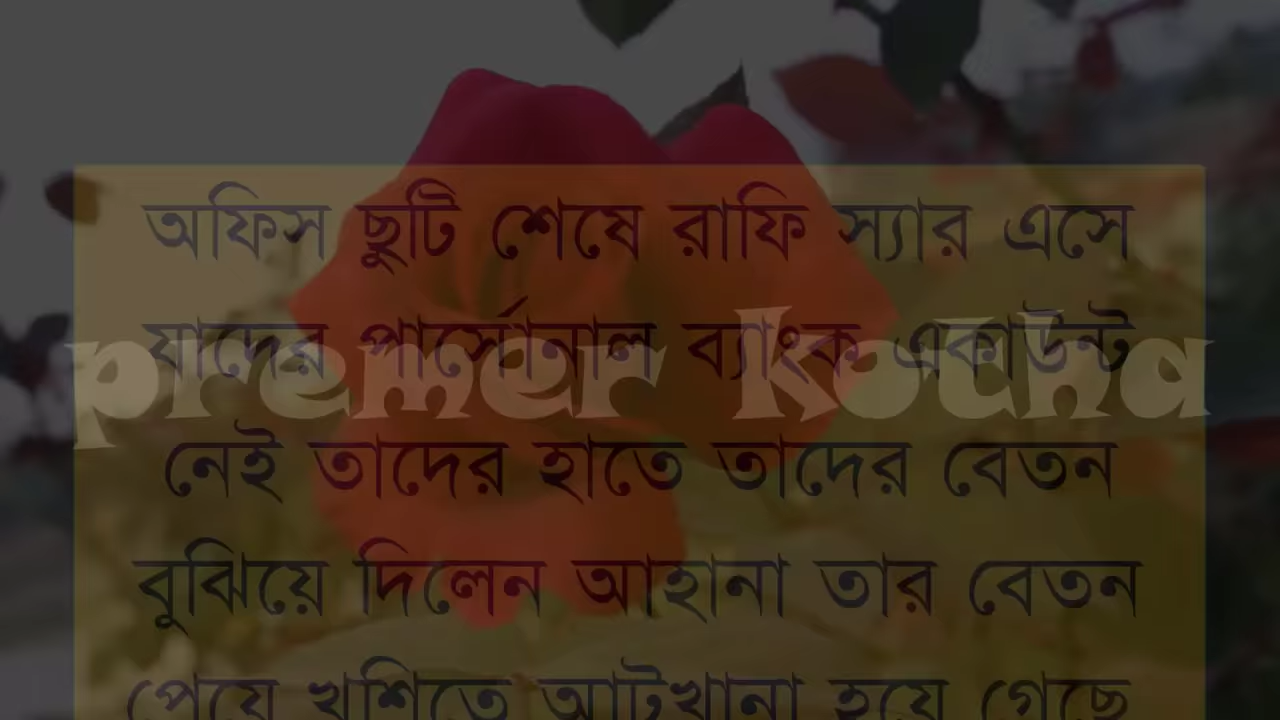 অফিস ছুটি শেষে রাফি স্যার এসে
যাদের পার্সোনাল ব্যাংক একাউন্ট
premer kotha
নেই তাদের হাতে তাদের বেতন
বুঝিয়ে দিলেন আহানা তার বেতন
পেয়ে খুশিতে আটখানা হয়ে গেছে